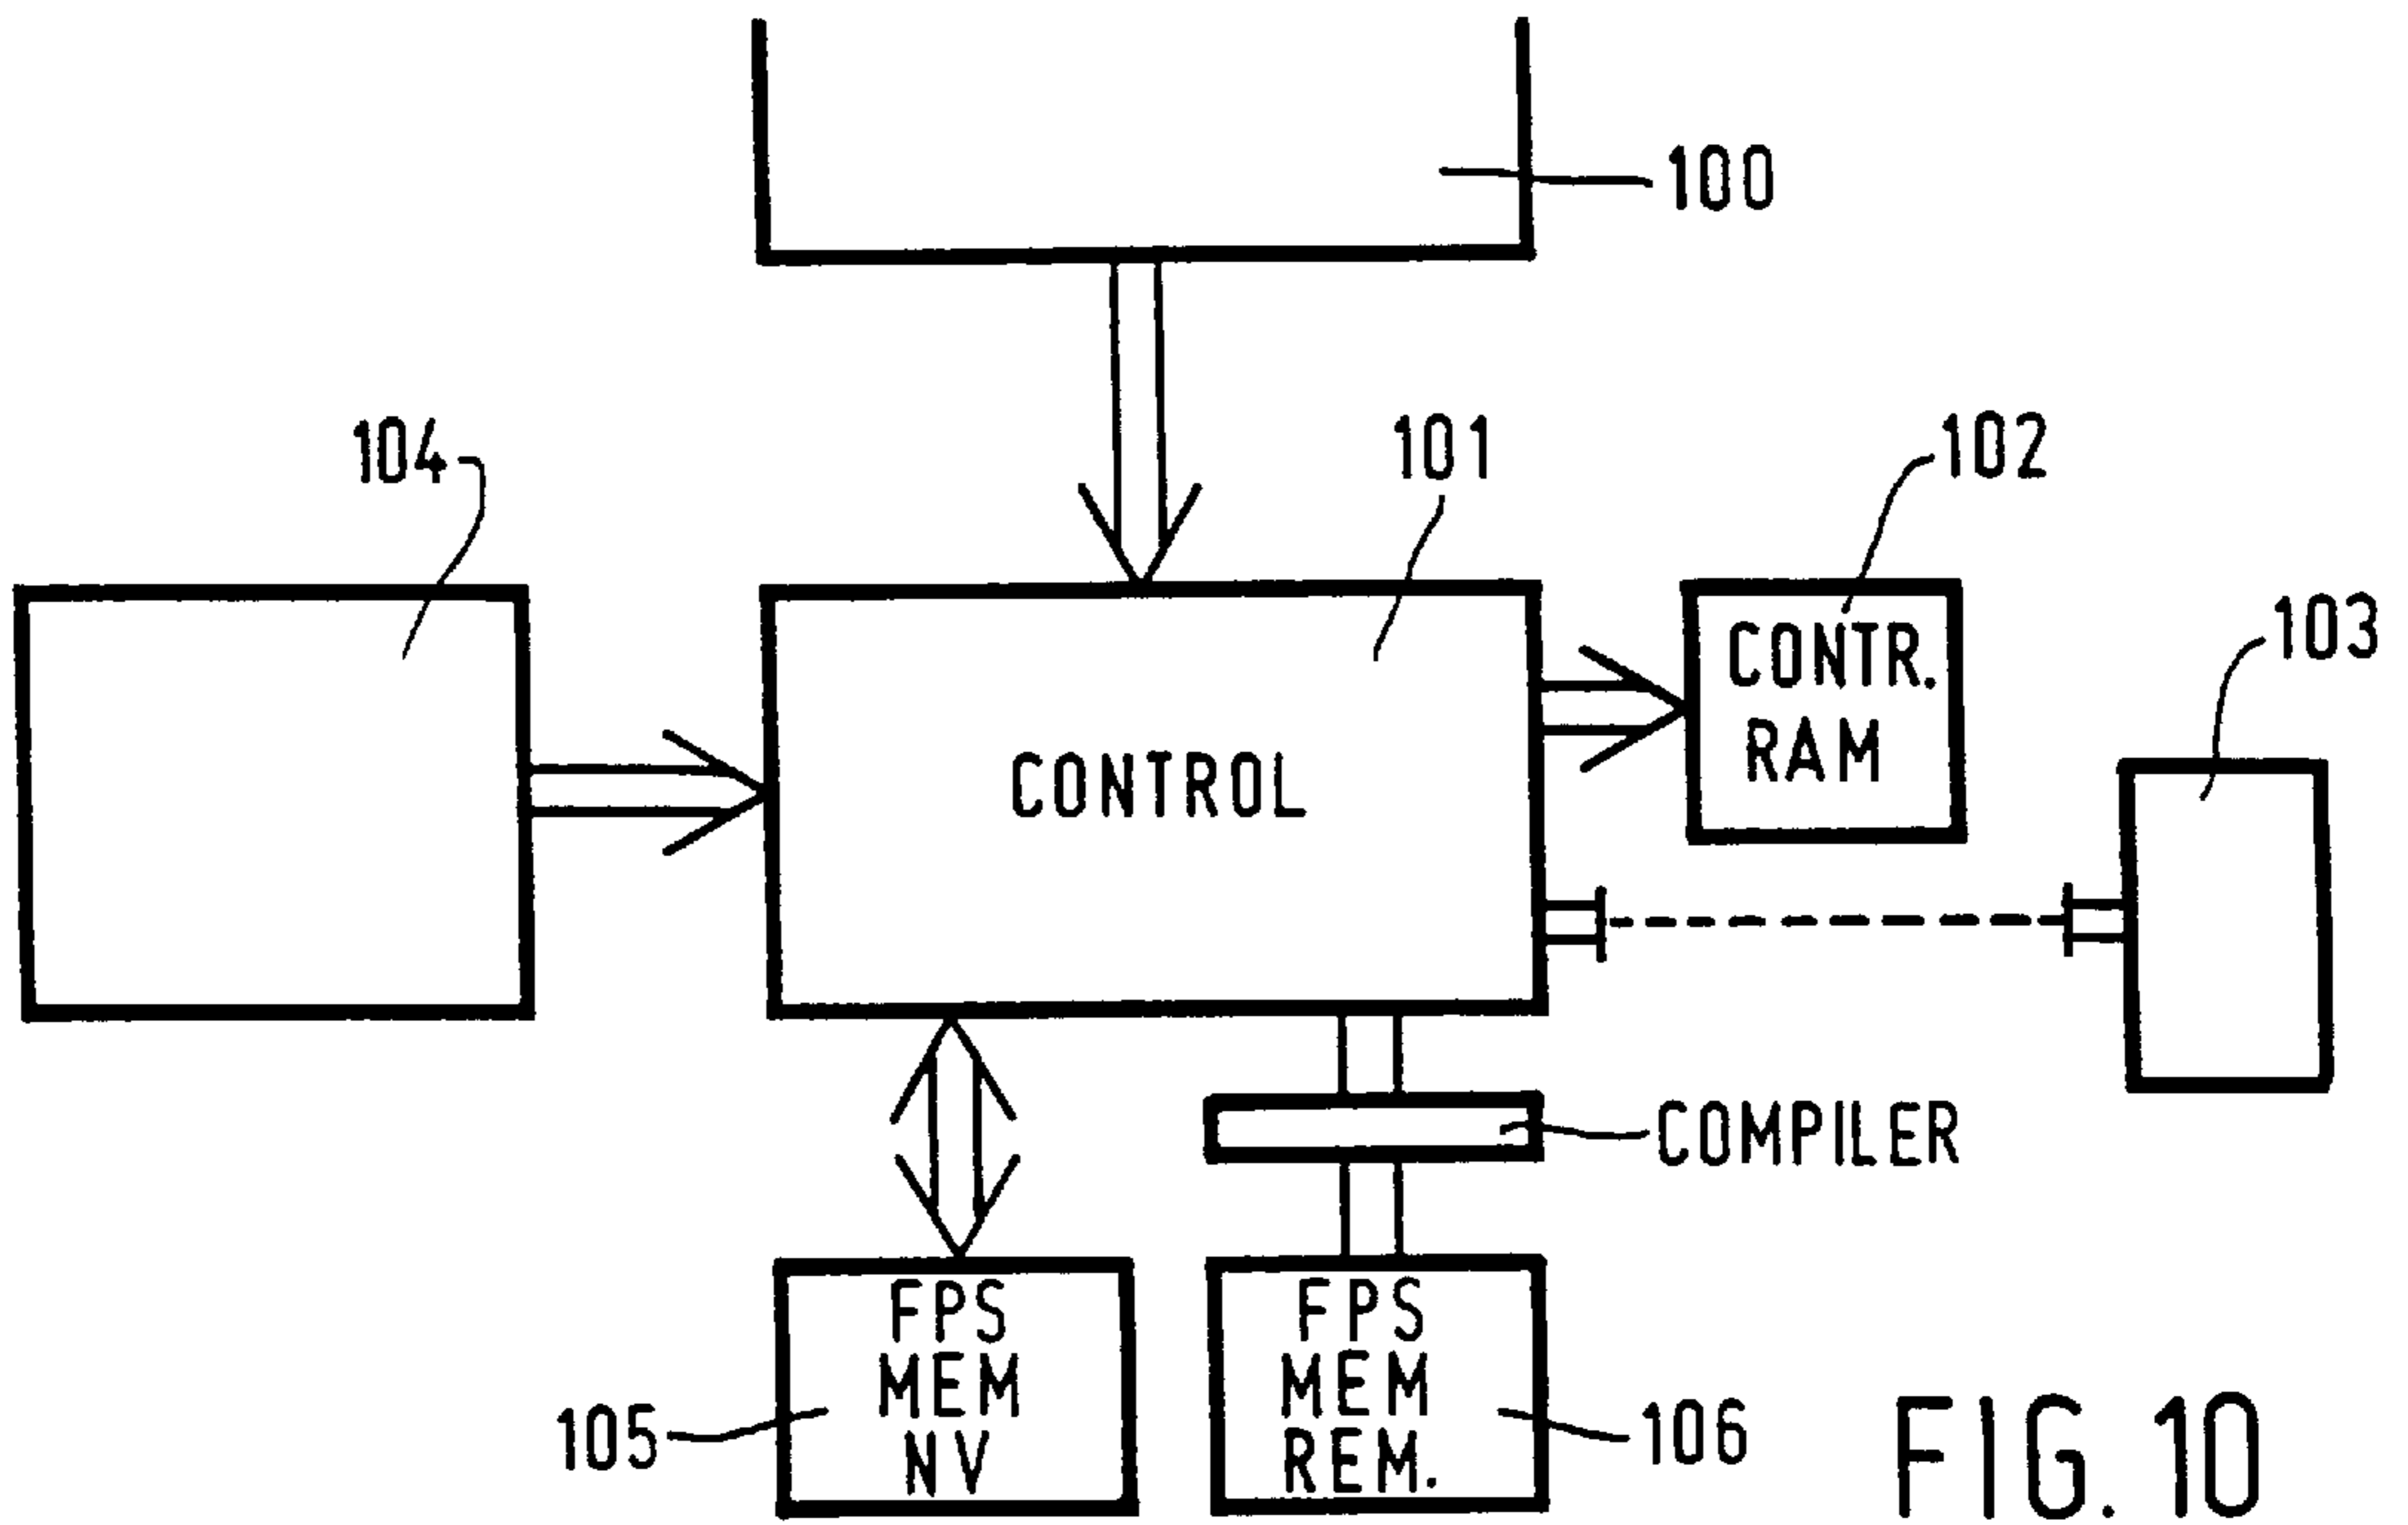 100
104
101
102
103
CONTR.
RAM
CONTROL
COMPILER
FPS
MEM
NV
FPS
MEM
REM.
105
106
FIG. 10